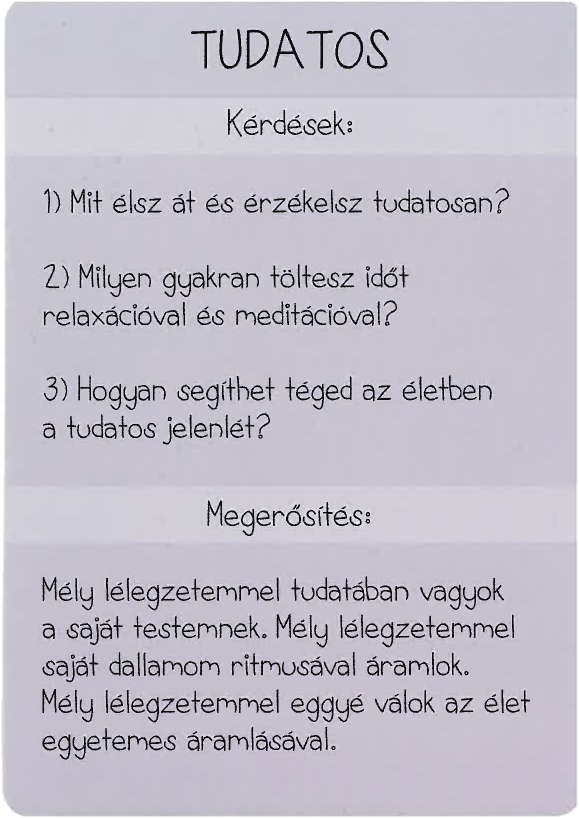 TUDATOS
Kérdések:
1) Mit élsz át és érzékelsz tudatosan?
2) Milyen gyakran töltesz időt
relaxációval és meditációval?
3) Hogyan segíthet téged az életben
a tudatos jelenlét?
Megerősítés:
Mély lélegzetemmel tudatában vagyok
a saját testemnek. Mély lélegzetemmel
saját dallamom ritmusával áramlok.
Mély lélegzetemmel eggyé válok az élet
egyetemes áramlásával.